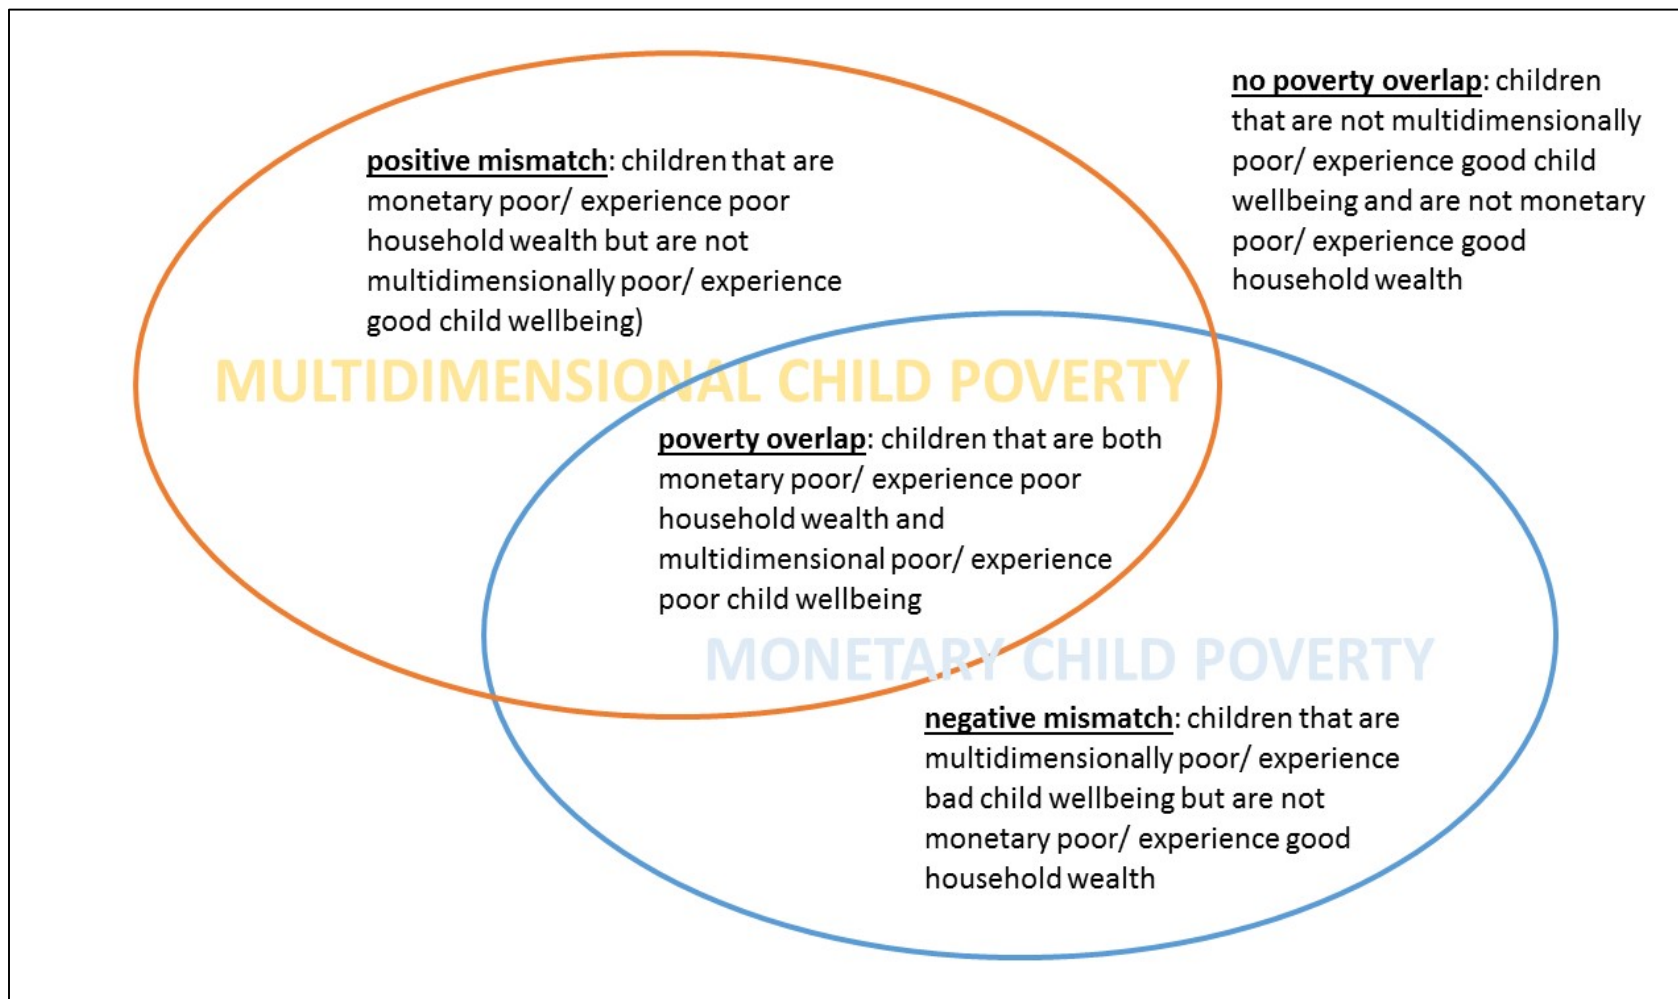 positive mismatch: children that are
monetary poor/ experience poor
household wealth but are not
multidimensionally poor/ experience
good child wellbeing)
no poverty overlap: children
that are not multidimensionally
poor/ experience good child
wellbeing and are not monetary
poor/ experience good
household wealth
MULTIDIMENSIONAL CHILD POVERTY
poverty overlap: children that are both
monetary poor/ experience poor
household wealth and
multidimensional poor/ experience
poor child wellbeing
MONETARY CHILD POVERTY
negative mismatch: children that are
multidimensionally poor/ experience
bad child wellbeing but are not
monetary poor/ experience good
household wealth